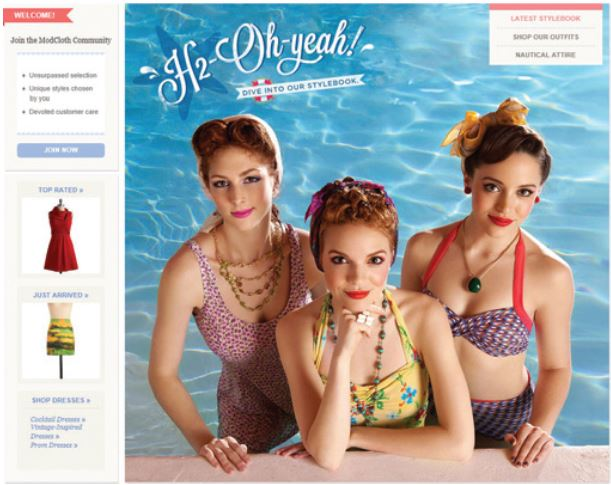 WELCOME!
Join the ModCloth Community
Unsurpassed selection
Unique styles chosen
by you
Devoted customer care
JOIN NOW
TOP RATED »
JUST ARRIVED »
SHOP DRESSES »
Cocktail Dresses »
Vintage-Inspired
Dresses »
Prom Dresses »
H2-Oh-yeah!
DIVE INTO OUR STYLEBOOK.
LATEST STYLEBOOK
SHOP OUR OUTFITS
NAUTICAL ATTIRE